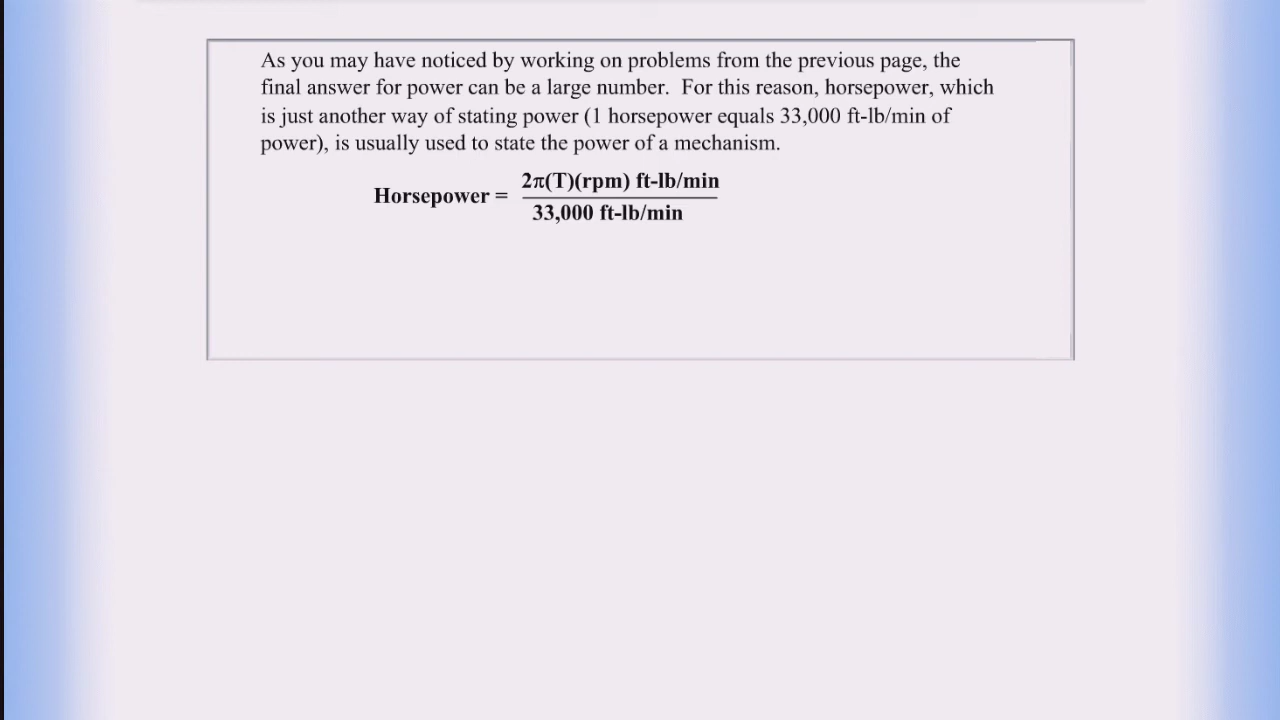 As you may have noticed by working on problems from the previous page, the
final answer for power can be a large number.  For this reason, horsepower, which
is just another way of stating power (1 horsepower equals 33,000 ft-lb/min of
power), is usually used to state the power of a mechanism.
Horsepower = 2π(T)(rpm) ft-lb/min
33,000 ft-lb/min